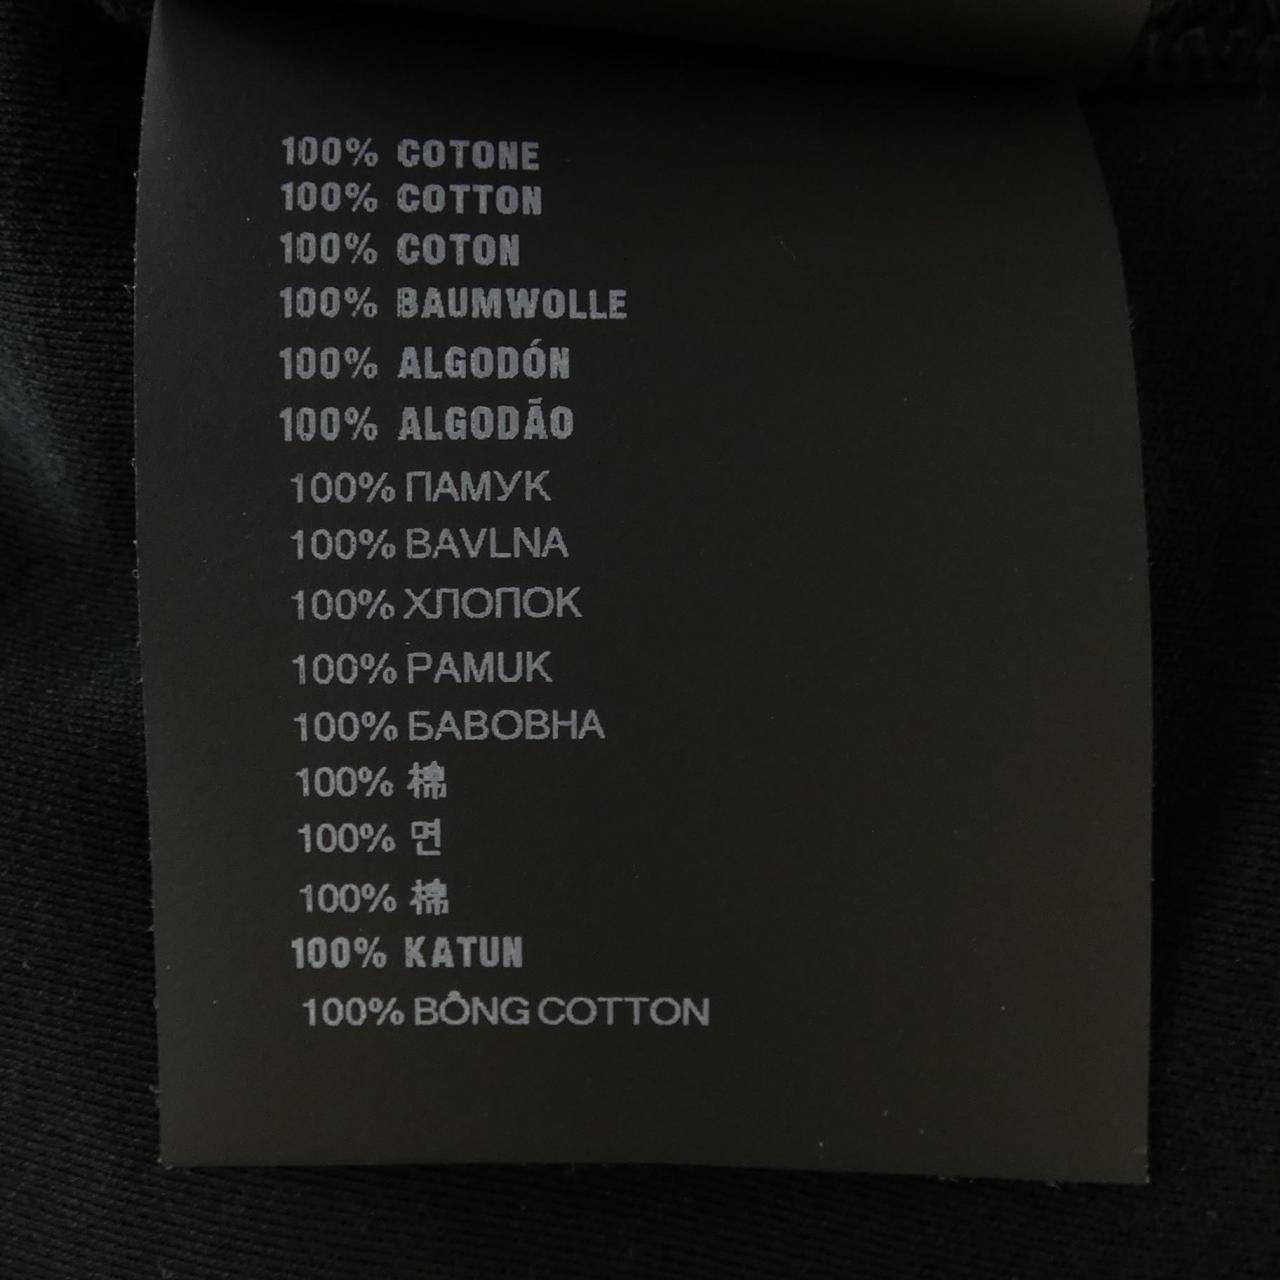 100% COTONE
100% COTTON
100% COTON
100% BAUMWOLLE
100% ALGODÓN
100% ALGODÃO
100% ПАМУК
100% BAVLNA
100% ХЛОПОК
100% PAMUK
100% БАВОВНА
100% 棉
100% 면
100% 棉
100% KATUN
100% BÔNG COTTON